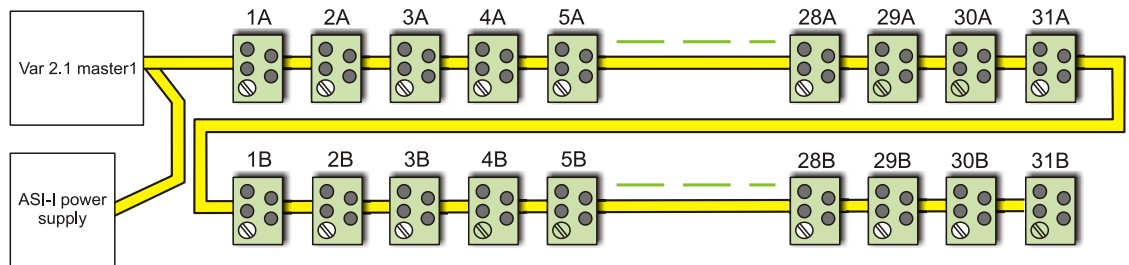 1A 2A 3A 4A 5A 28A 29A 30A 31A
Var 2.1 master1
1B 2B 3B 4B 5B 28B 29B 30B 31B
ASI-I power
supply